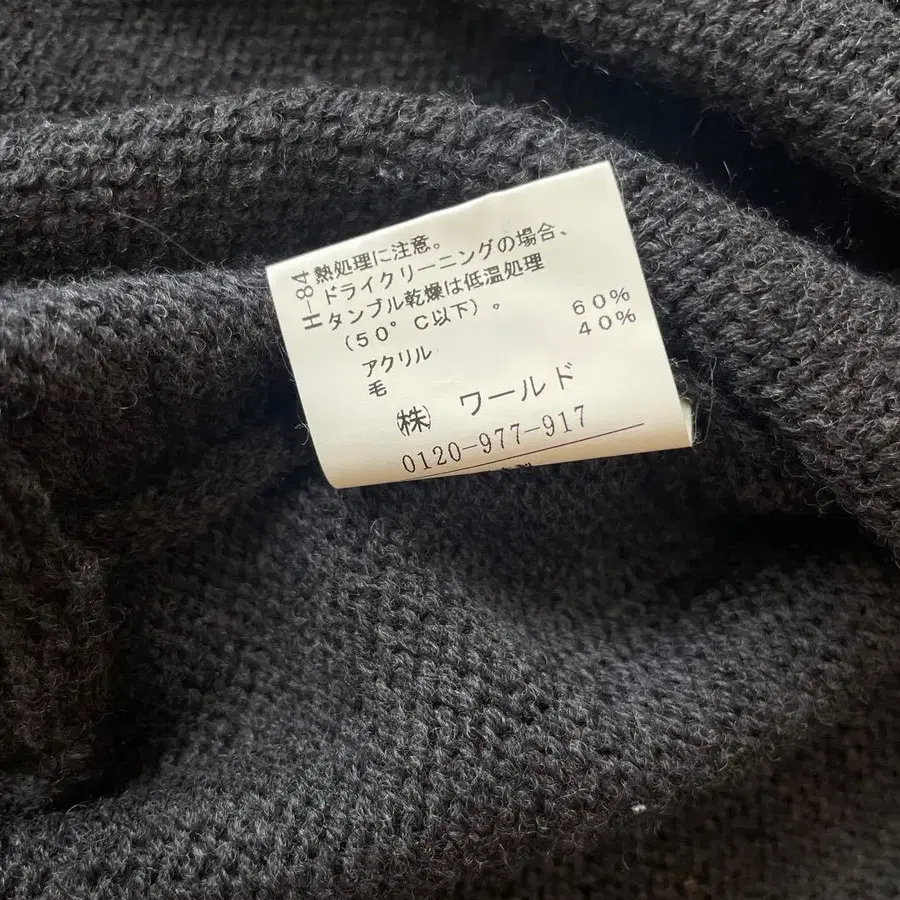 H-84
熱処理に注意。
ドライクリーニングの場合、
タンブル乾燥は低温処理
(50°C以下)。
アクリル 60%
毛 40%
㈱ ワールド
0120-977-917